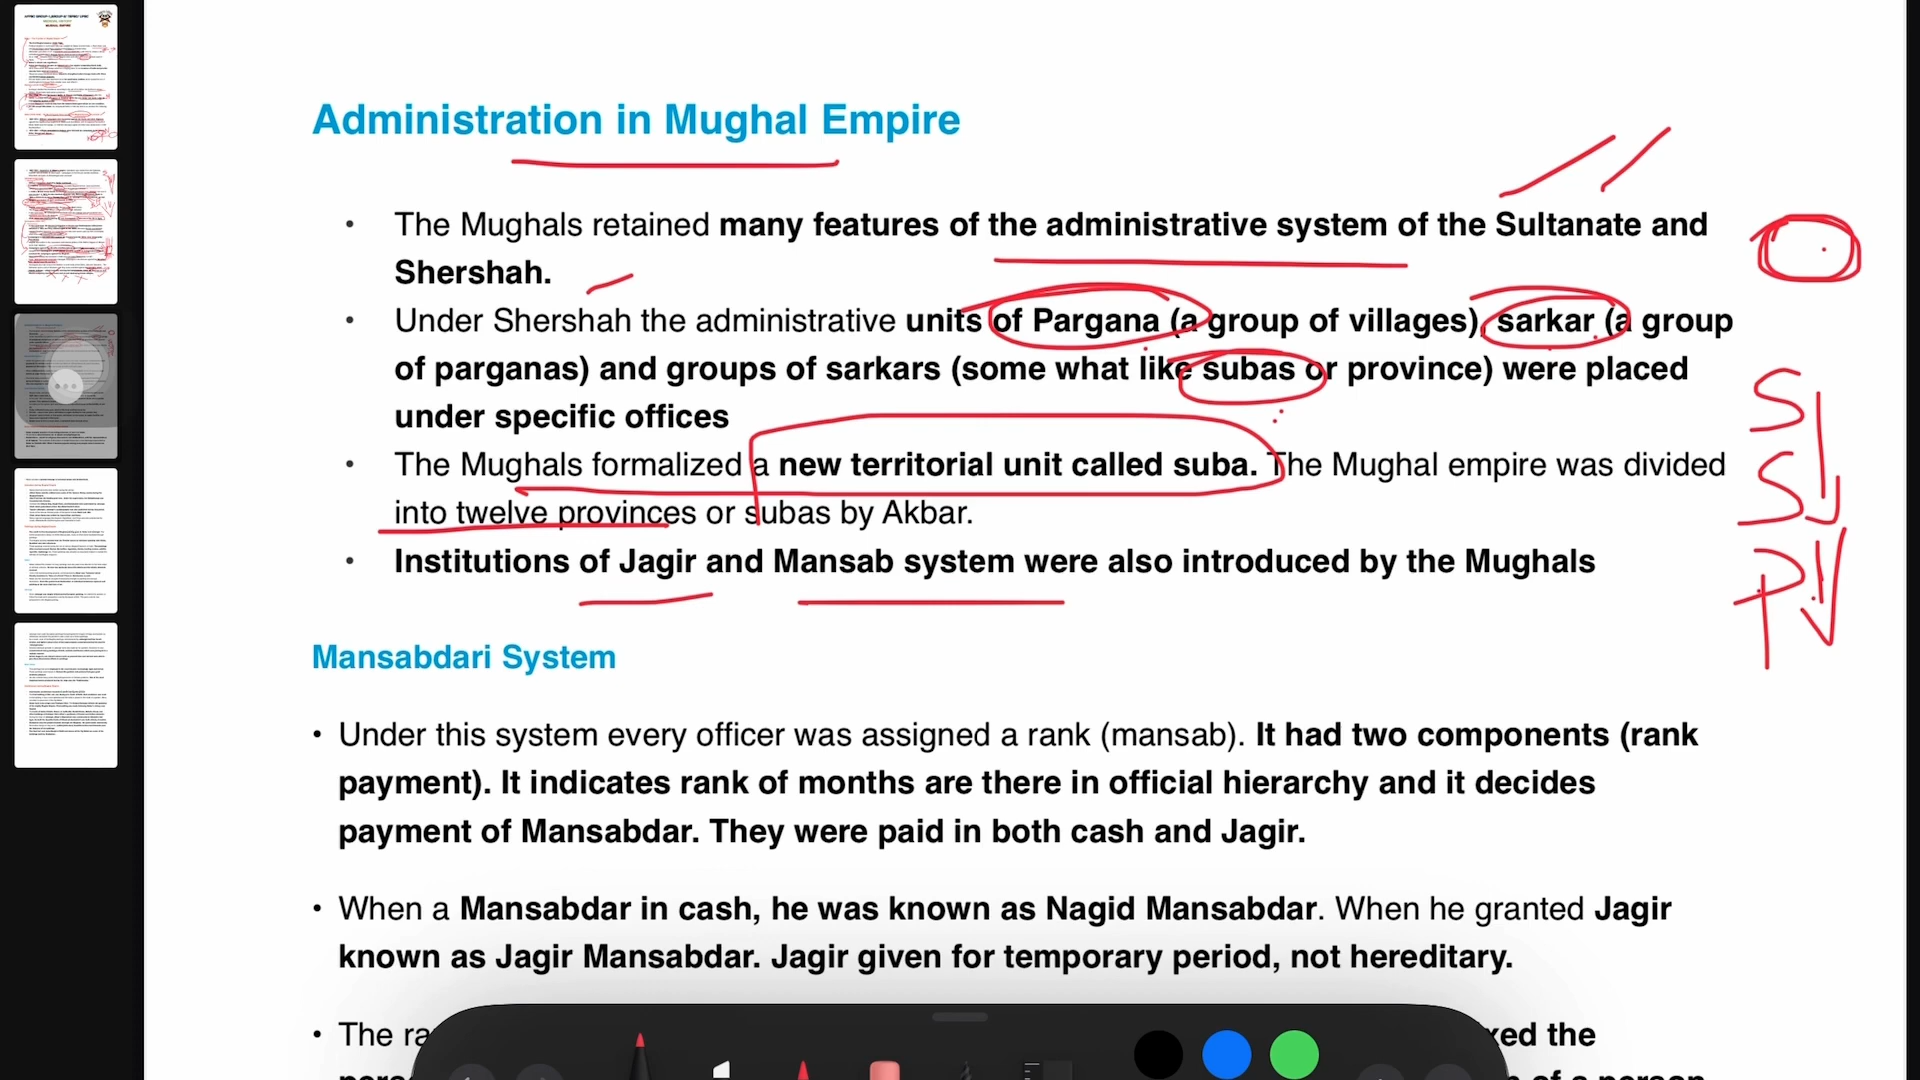 Administration in Mughal Empire
• The Mughals retained many features of the administrative system of the Sultanate and
Shershah.
• Under Shershah the administrative units of Pargana (a group of villages), sarkar (a group
of parganas) and groups of sarkars (some what like subas or province) were placed
under specific offices
• The Mughals formalized a new territorial unit called suba. The Mughal empire was divided
into twelve provinces or subas by Akbar.
• Institutions of Jagir and Mansab system were also introduced by the Mughals
S
S
P
Mansabdari System
• Under this system every officer was assigned a rank (mansab). It had two components (rank
payment). It indicates rank of months are there in official hierarchy and it decides
payment of Mansabdar. They were paid in both cash and Jagir.
• When a Mansabdar in cash, he was known as Nagid Mansabdar. When he granted Jagir
known as Jagir Mansabdar. Jagir given for temporary period, not hereditary.
• The the
of a person